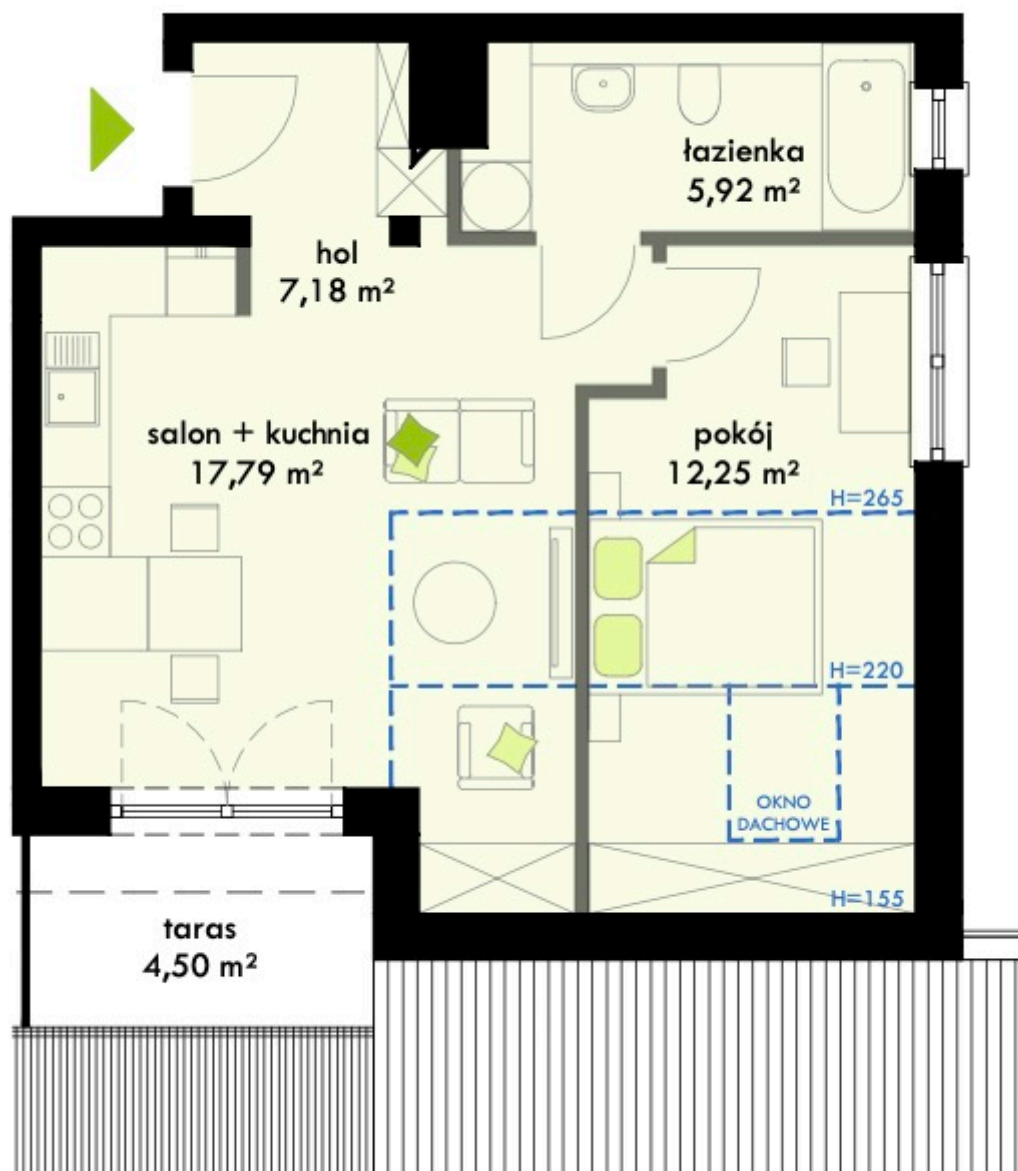 łazienka
5,92 m²
hol
7,18 m²
salon + kuchnia
17,79 m²
pokój
12,25 m²
H=265
H=220
OKNO
DACHOWE
H=155
taras
4,50 m²